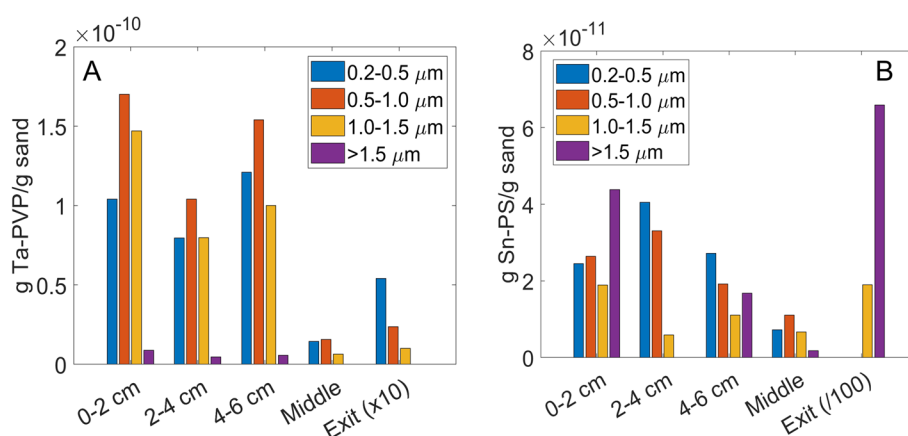 ×10⁻¹⁰
2
1.5
1
0.5
0
g Ta-PVP/g sand
A
0.2-0.5 μm
0.5-1.0 μm
1.0-1.5 μm
>1.5 μm
0-2 cm
2-4 cm
4-6 cm
Middle
Exit (x10)
×10⁻¹¹
8
6
4
2
0
g Sn-PS/g sand
B
0.2-0.5 μm
0.5-1.0 μm
1.0-1.5 μm
>1.5 μm
0-2 cm
2-4 cm
4-6 cm
Middle
Exit (/100)